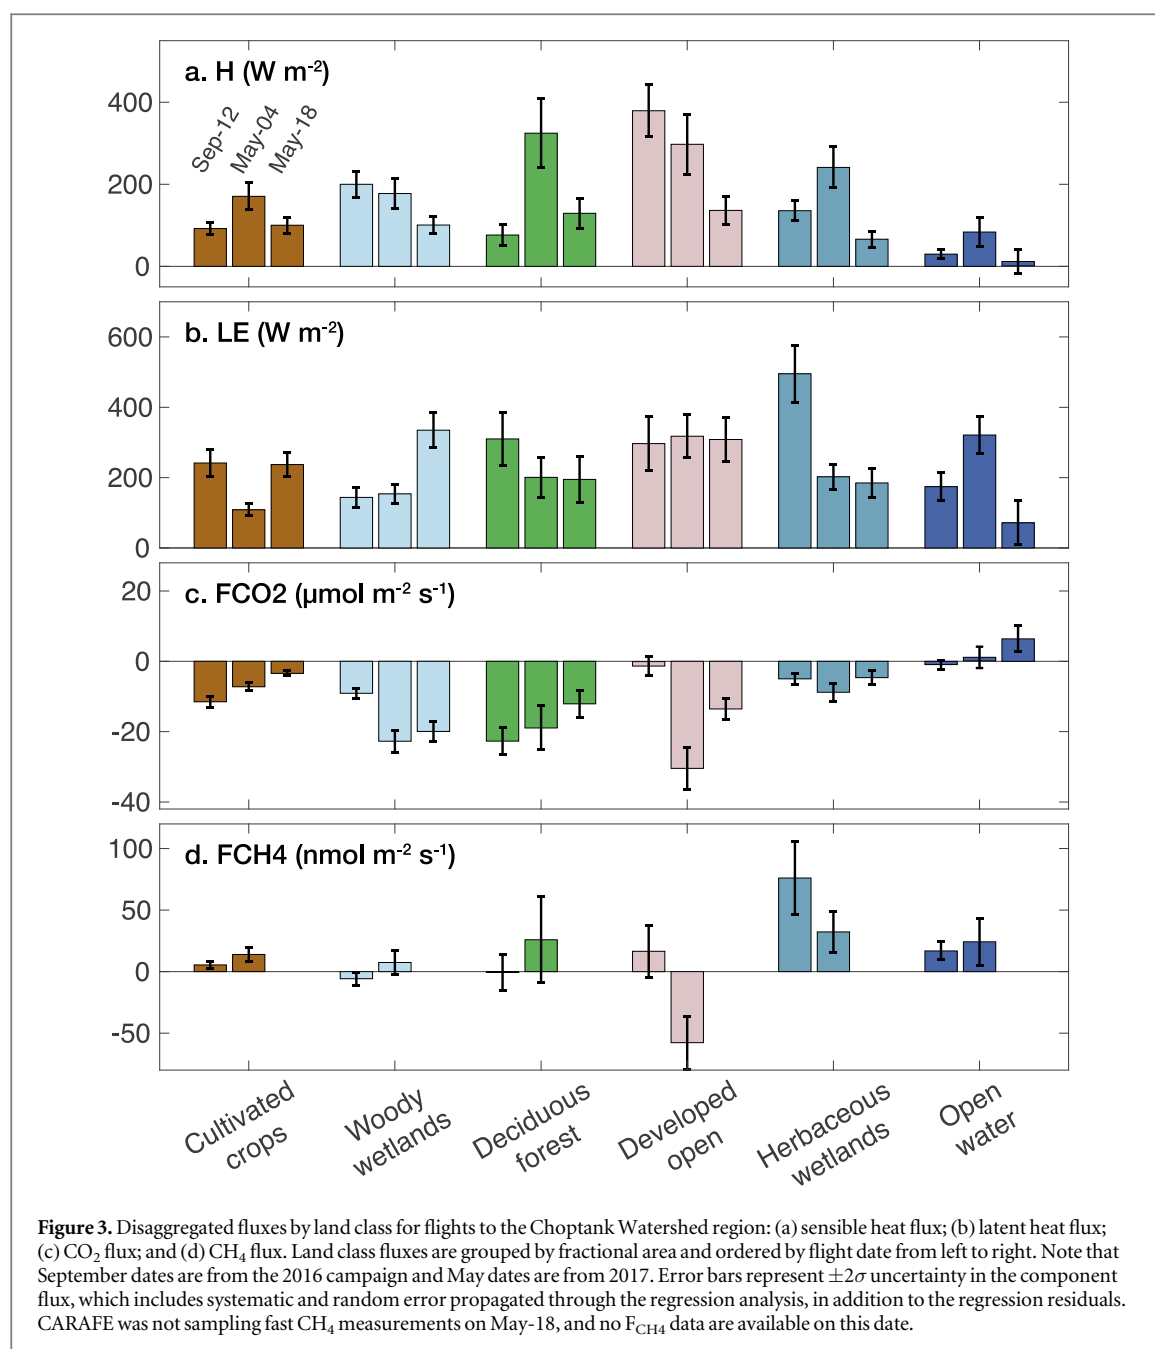 a. H (W m⁻²)
400
200
0
Sep-12
May-04
May-18
b. LE (W m⁻²)
600
400
200
0
c. FCO2 (µmol m⁻² s⁻¹)
20
0
-20
-40
d. FCH4 (nmol m⁻² s⁻¹)
100
50
0
-50
Cultivated
crops
Woody
wetlands
Deciduous
forest
Developed
open
Herbaceous
wetlands
Open
water
Figure 3. Disaggregated fluxes by land class for flights to the Choptank Watershed region: (a) sensible heat flux; (b) latent heat flux;
(c) CO₂ flux; and (d) CH₄ flux. Land class fluxes are grouped by fractional area and ordered by flight date from left to right. Note that
September dates are from the 2016 campaign and May dates are from 2017. Error bars represent ±2σ uncertainty in the component
flux, which includes systematic and random error propagated through the regression analysis, in addition to the regression residuals.
CARAFE was not sampling fast CH₄ measurements on May-18, and no F_CH4 data are available on this date.